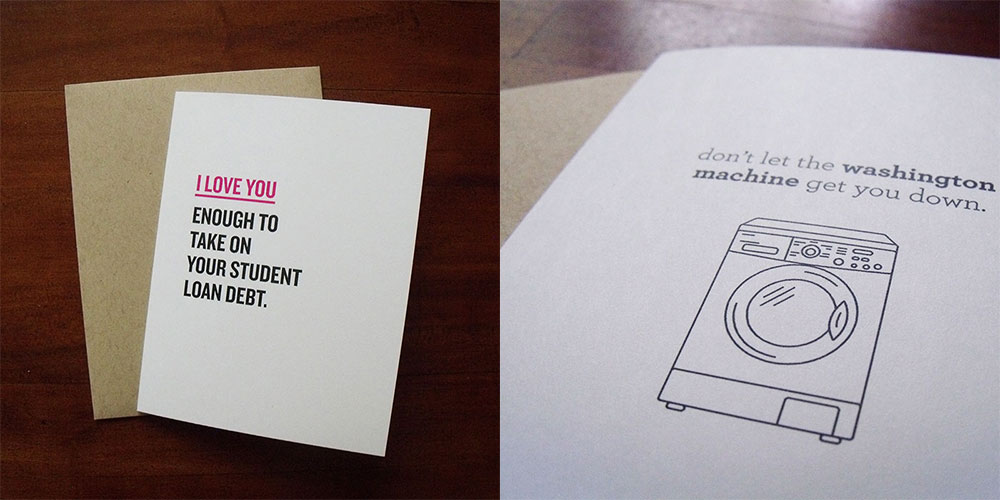 I LOVE YOU
ENOUGH TO
TAKE ON
YOUR STUDENT
LOAN DEBT.
don't let the washington
machine get you down.